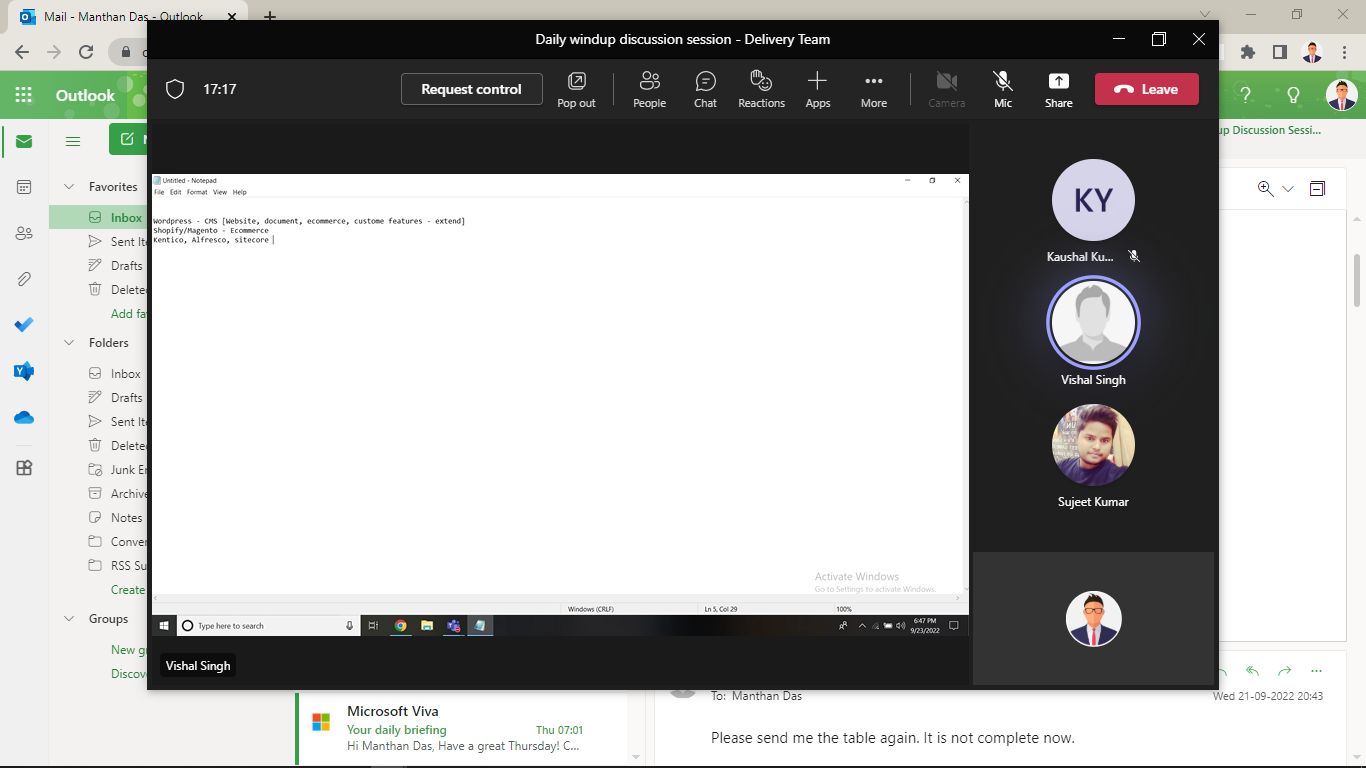 Mail - Manthan Das - Outlook
Daily windup discussion session - Delivery Team
17:17
Request control
Pop out
People
Chat
Reactions
Apps
More
Camera
Mic
Share
Leave
Outlook
up Discussion Sessi...
Favorites
Inbox
Sent Ite
Drafts
Deleted
Add fa
Folders
Inbox
Drafts
Sent Ite
Deleted
Junk Em
Archive
Notes
Conver
RSS Su
Create
Groups
New gr
Discov
Untitled - Notepad
File Edit Format View Help
Wordpress - CMS [Website, document, ecommerce, custome features - extend]
Shopify/Magento - Ecommerce
Kentico, Alfresco, sitecore
Activate Windows
Go to Settings to activate Windows.
Windows (CRLF)
Ln 5, Col 29
100%
Type here to search
6:47 PM
9/23/2022
Vishal Singh
KY
Kaushal Ku...
Vishal Singh
Sujeet Kumar
Microsoft Viva
Your daily briefing
Thu 07:01
Hi Manthan Das, Have a great Thursday! C...
To: Manthan Das
Wed 21-09-2022 20:43
Please send me the table again. It is not complete now.